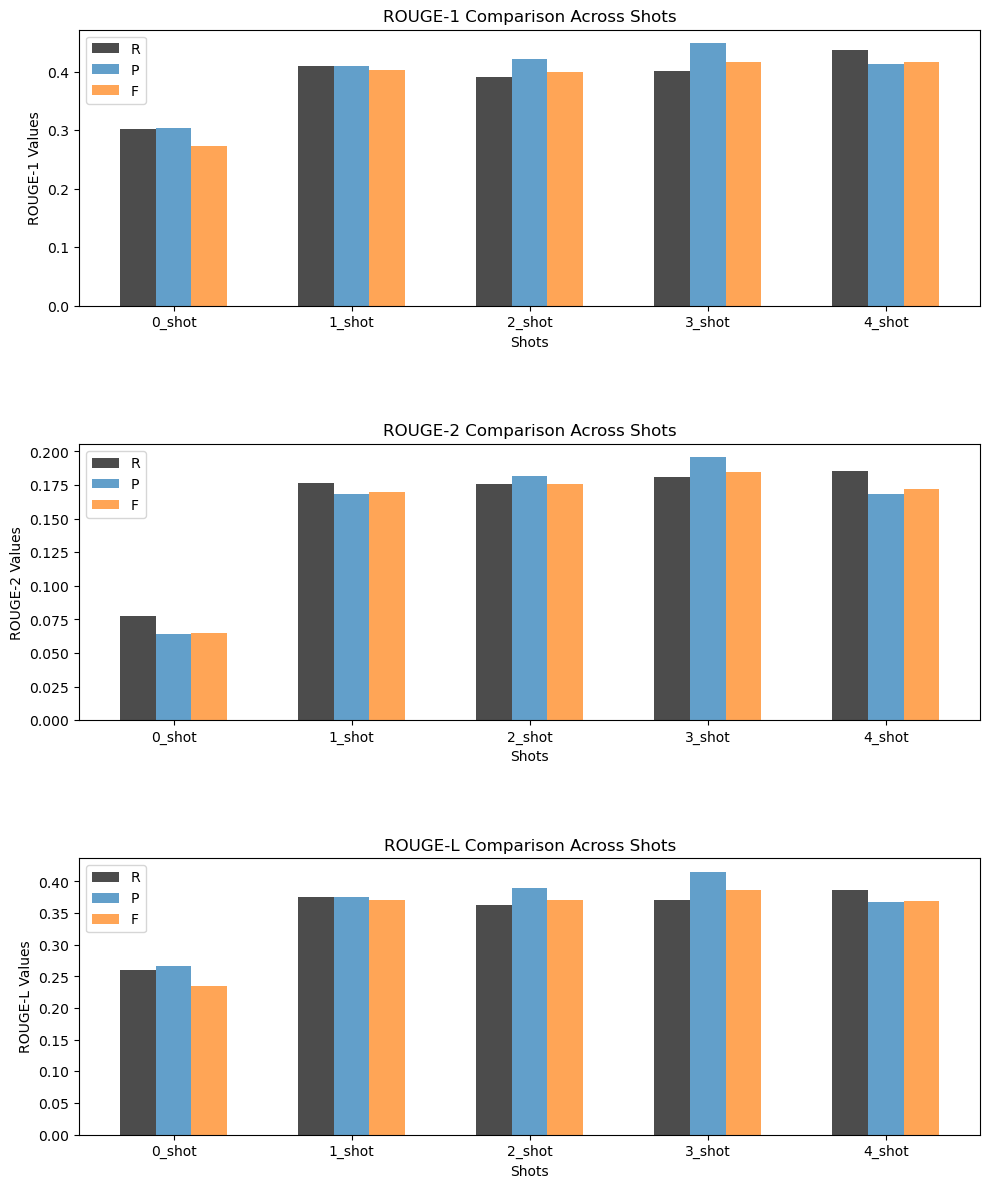 ROUGE-1 Comparison Across Shots
R
P
F
0.4
0.3
0.2
0.1
0.0
ROUGE-1 Values
0_shot 1_shot 2_shot 3_shot 4_shot
Shots
ROUGE-2 Comparison Across Shots
R
P
F
0.200
0.175
0.150
0.125
0.100
0.075
0.050
0.025
0.000
ROUGE-2 Values
0_shot 1_shot 2_shot 3_shot 4_shot
Shots
ROUGE-L Comparison Across Shots
R
P
F
0.40
0.35
0.30
0.25
0.20
0.15
0.10
0.05
0.00
ROUGE-L Values
0_shot 1_shot 2_shot 3_shot 4_shot
Shots